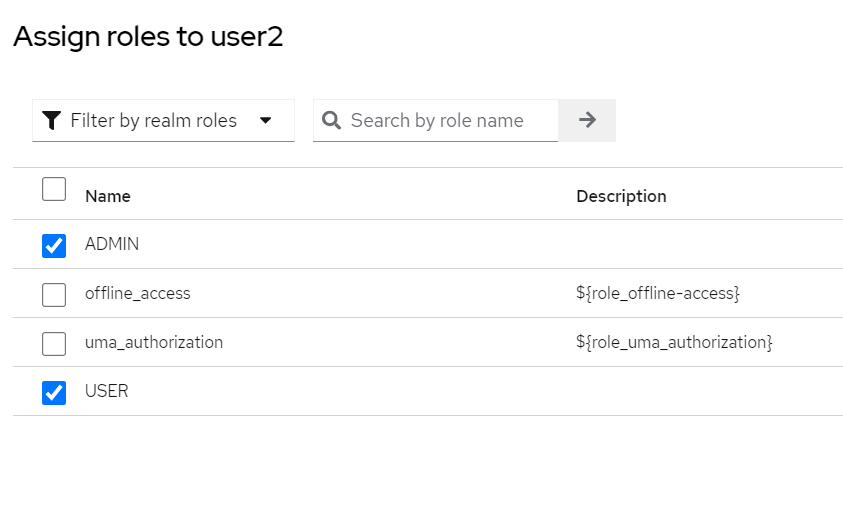 Assign roles to user2
Filter by realm roles Search by role name
Name Description
ADMIN
offline_access ${role_offline-access}
uma_authorization ${role_uma_authorization}
USER